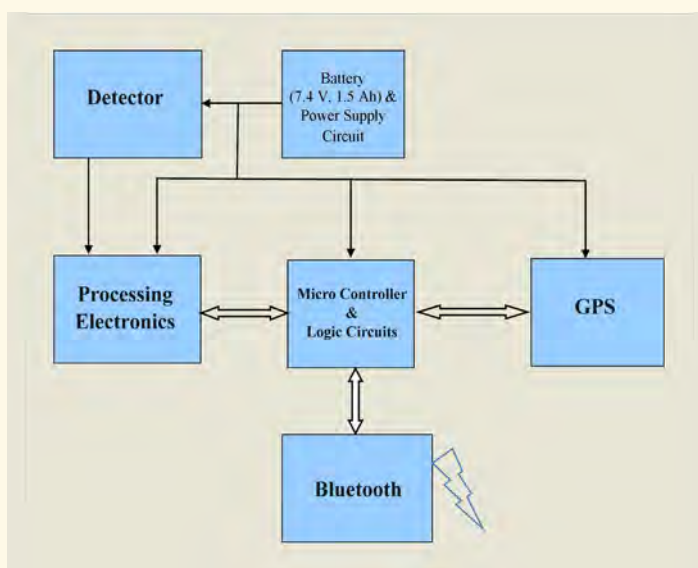 Detector
Battery
(7.4 V, 1.5 Ah) &
Power Supply
Circuit
Processing
Electronics
Micro Controller
&
Logic Circuits
GPS
Bluetooth